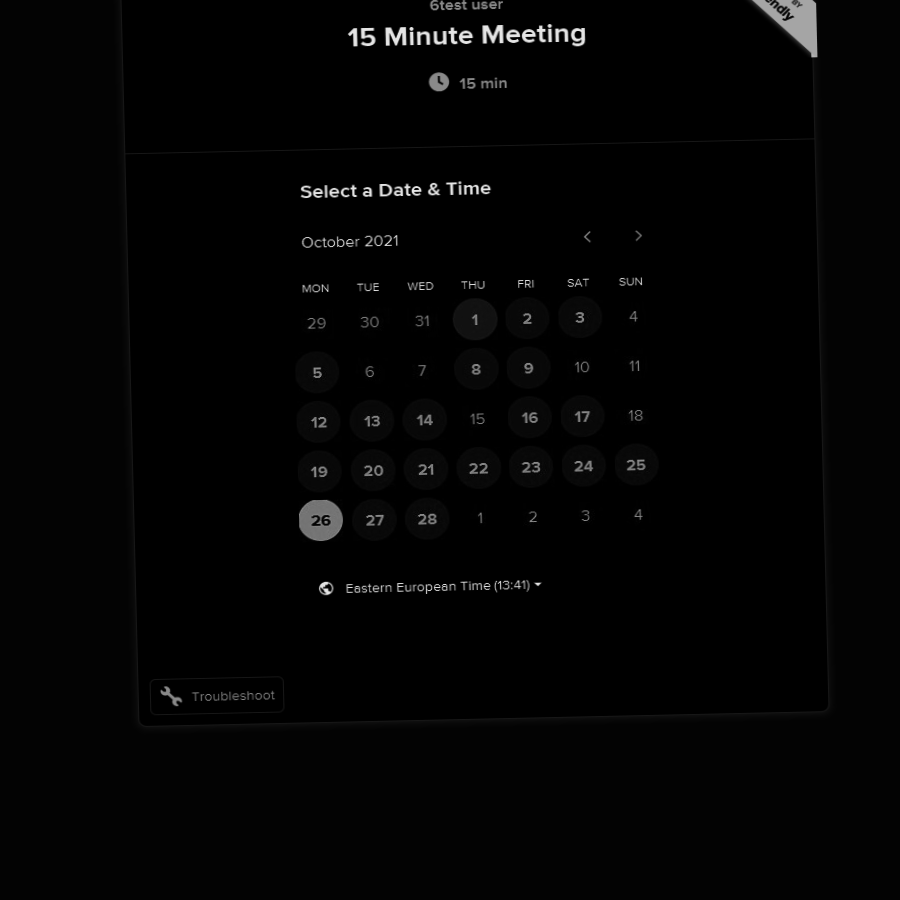 6test user
15 Minute Meeting
BY
endly
15 min
Select a Date & Time
October 2021
MON TUE WED THU FRI SAT SUN
29 30 31 1 2 3 4
5 6 7 8 9 10 11
12 13 14 15 16 17 18
19 20 21 22 23 24 25
26 27 28 1 2 3 4
Eastern European Time (13:41)
Troubleshoot